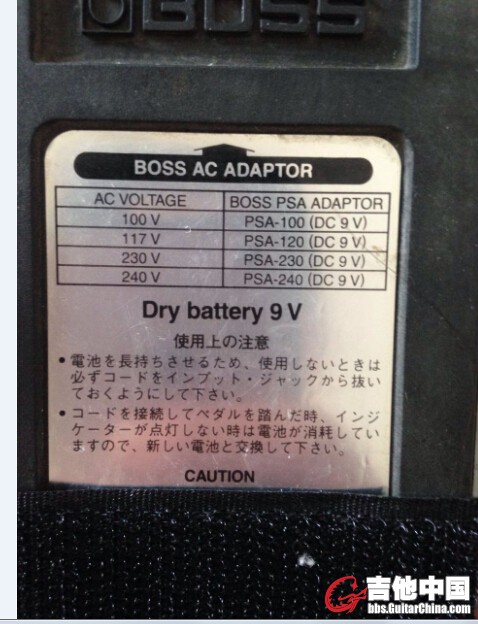 BOSS
BOSS AC ADAPTOR
AC VOLTAGE BOSS PSA ADAPTOR
100 V PSA-100 (DC 9 V)
117 V PSA-120 (DC 9 V)
230 V PSA-230 (DC 9 V)
240 V PSA-240 (DC 9 V)
Dry battery 9 V
使用上の注意
● 電池を長持ちさせるため、使用しないときは
必ずコードをインプット・ジャックから抜い
ておくようにして下さい。
● コードを接続してペダルを踏んだ時、インジ
ケーターが点灯しない時は電池が消耗してい
ますので、新しい電池と交換して下さい。
CAUTION
吉他中国
bbs.GuitarChina.com